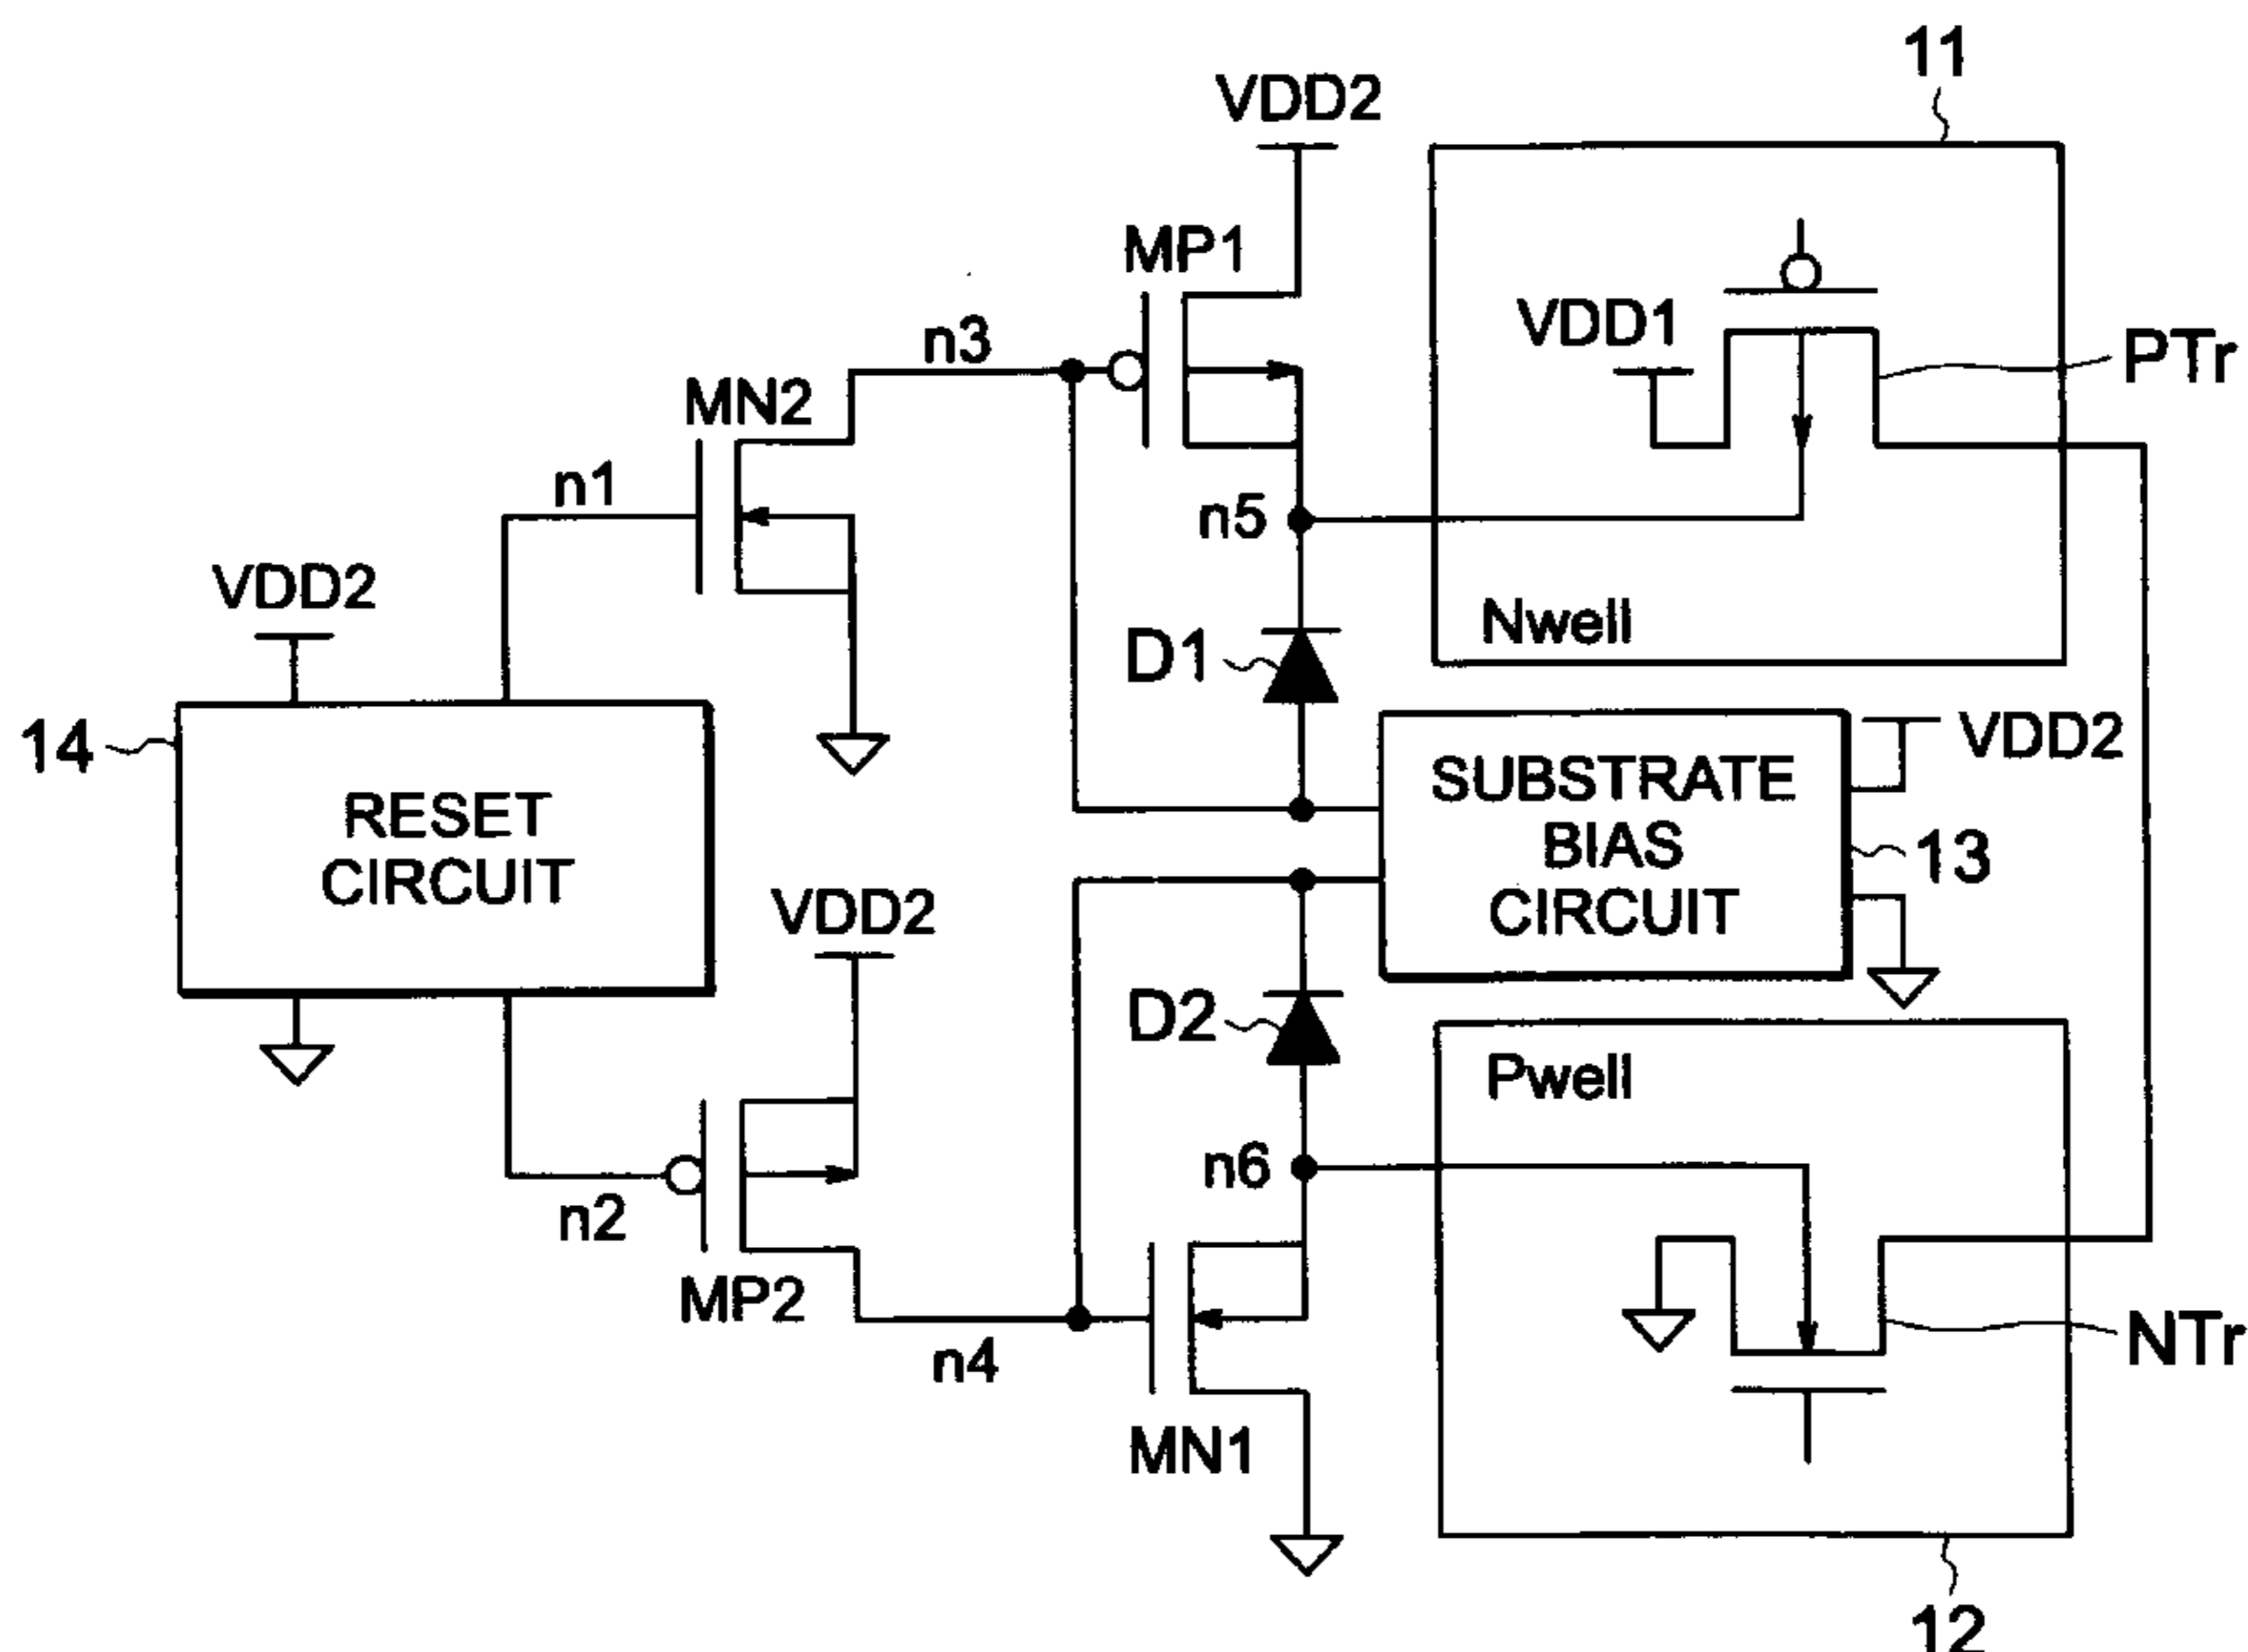 11
VDD2
MP1
VDD1
n3
PTr
MN2
n1
n5
VDD2
Nwell
D1
14
VDD2
SUBSTRATE
BIAS
CIRCUIT
13
RESET
CIRCUIT
VDD2
D2
Pwell
n6
n2
MP2
n4
NTr
MN1
12